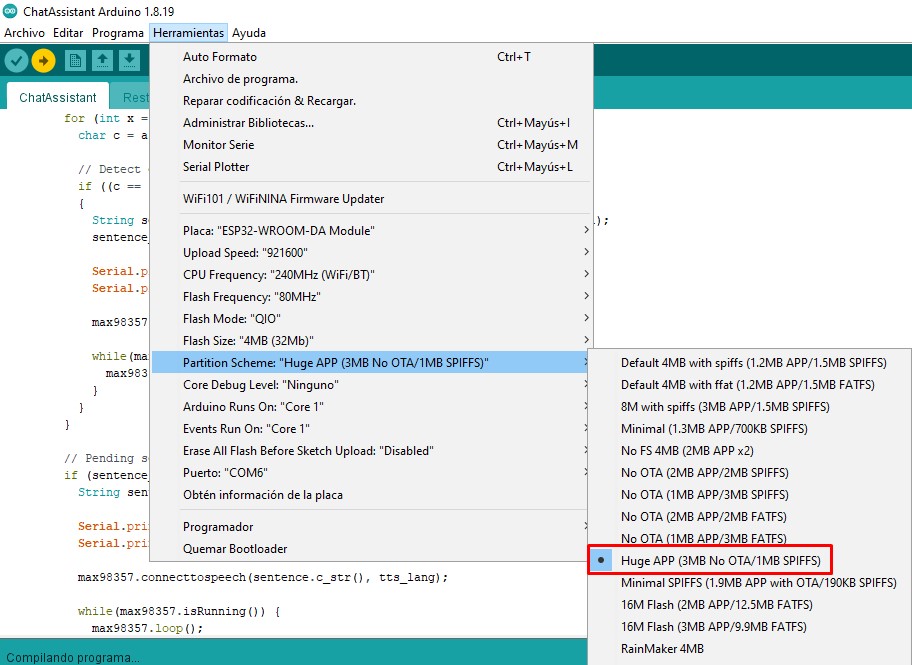 ChatAssistant Arduino 1.8.19
Archivo Editar Programa Herramientas Ayuda
ChatAssistant Rest
Auto Formato Ctrl+T
Archivo de programa.
Reparar codificación & Recargar.
Administrar Bibliotecas... Ctrl+Mayús+I
Monitor Serie Ctrl+Mayús+M
Serial Plotter Ctrl+Mayús+L
WiFi101 / WiFiNINA Firmware Updater
Placa: "ESP32-WROOM-DA Module"
Upload Speed: "921600"
CPU Frequency: "240MHz (WiFi/BT)"
Flash Frequency: "80MHz"
Flash Mode: "QIO"
Flash Size: "4MB (32Mb)"
Partition Scheme: "Huge APP (3MB No OTA/1MB SPIFFS)"
Core Debug Level: "Ninguno"
Arduino Runs On: "Core 1"
Events Run On: "Core 1"
Erase All Flash Before Sketch Upload: "Disabled"
Puerto: "COM6"
Obtén información de la placa
Programador
Quemar Bootloader
Default 4MB with spiffs (1.2MB APP/1.5MB SPIFFS)
Default 4MB with ffat (1.2MB APP/1.5MB FATFS)
8M with spiffs (3MB APP/1.5MB SPIFFS)
Minimal (1.3MB APP/700KB SPIFFS)
No FS 4MB (2MB APP x2)
No OTA (2MB APP/2MB SPIFFS)
No OTA (1MB APP/3MB SPIFFS)
No OTA (2MB APP/2MB FATFS)
No OTA (1MB APP/3MB FATFS)
Huge APP (3MB No OTA/1MB SPIFFS)
Minimal SPIFFS (1.9MB APP with OTA/190KB SPIFFS)
16M Flash (2MB APP/12.5MB FATFS)
16M Flash (3MB APP/9.9MB FATFS)
RainMaker 4MB
for (int x =
char c = a
// Detect
if ((c ==
{
String s );
sentence_
Serial.p
Serial.p
max98357
while(ma
max983
}
}
}
// Pending s
if (sentence_
String sent
Serial.pri
Serial.pri
max98357.connecttospeech(sentence.c_str(), tts_lang);
while(max98357.isRunning()) {
max98357.loop();
Compilando programa...